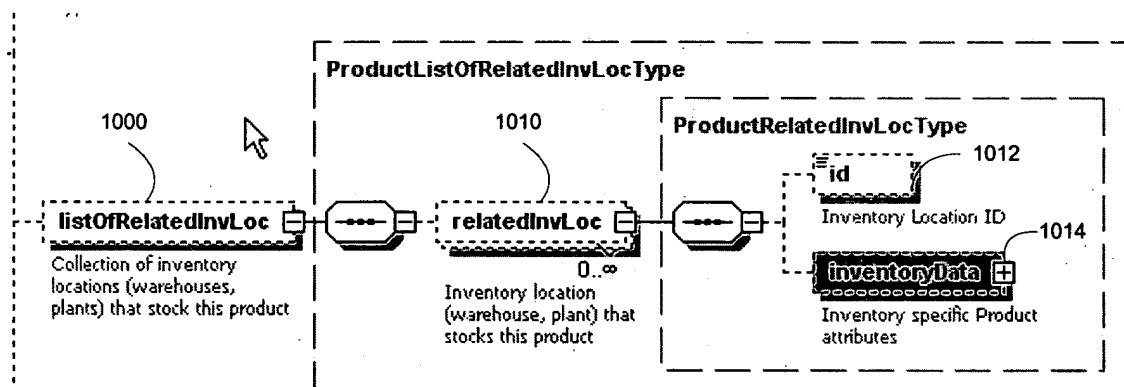 ProductListOfRelatedInvLocType
1000
1010
ProductRelatedInvLocType
1012
id
Inventory Location ID
listOfRelatedInvLoc
relatedInvLoc
0..∞
1014
inventoryData
Collection of inventory
locations (warehouses,
plants) that stock this product
Inventory location
(warehouse, plant) that
stocks this product
Inventory specific Product
attributes